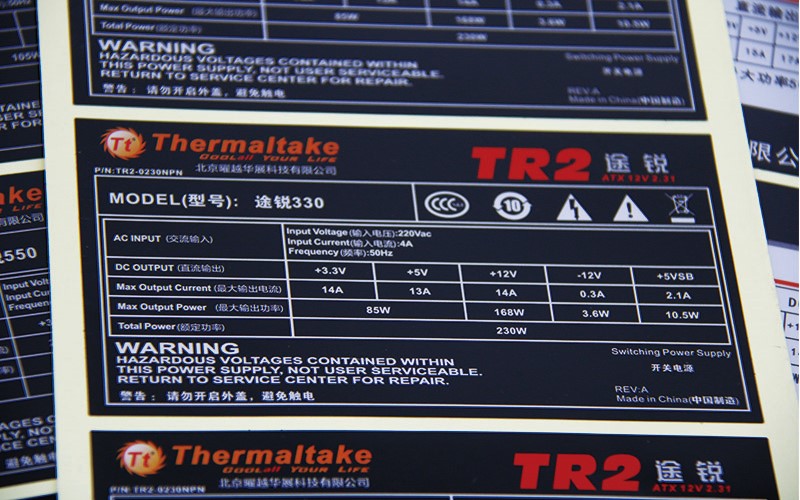 Max Output Power (最大输出功率) 85W 168W 3.6W 10.5W
Total Power(额定功率) 230W
WARNING
HAZARDOUS VOLTAGES CONTAINED WITHIN
THIS POWER SUPPLY, NOT USER SERVICEABLE.
RETURN TO SERVICE CENTER FOR REPAIR.
警告： 请勿开启外盖，避免触电
Switching Power Supply
开关电源
REV:A
Made in China(中国制造)
Tt Thermaltake
COOLall YOUR LIFE
P/N:TR2-0230NPN 北京曜越华展科技有限公司
TR2 途锐
ATX 12V 2.31
MODEL(型号): 途锐330
10
AC INPUT (交流输入)
Input Voltage(输入电压):220Vac
Input Current(输入电流):4A
Frequency(频率):50Hz
DC OUTPUT (直流输出) +3.3V +5V +12V -12V +5VSB
Max Output Current (最大输出电流) 14A 13A 14A 0.3A 2.1A
Max Output Power (最大输出功率) 85W 168W 3.6W 10.5W
Total Power(额定功率) 230W
WARNING
HAZARDOUS VOLTAGES CONTAINED WITHIN
THIS POWER SUPPLY, NOT USER SERVICEABLE.
RETURN TO SERVICE CENTER FOR REPAIR.
警告： 请勿开启外盖，避免触电
Switching Power Supply
开关电源
REV:A
Made in China(中国制造)
Tt Thermaltake
COOLall YOUR LIFE
P/N:TR2-0230NPN 北京曜越华展科技有限公司
TR2 途锐
ATX 12V 2.31